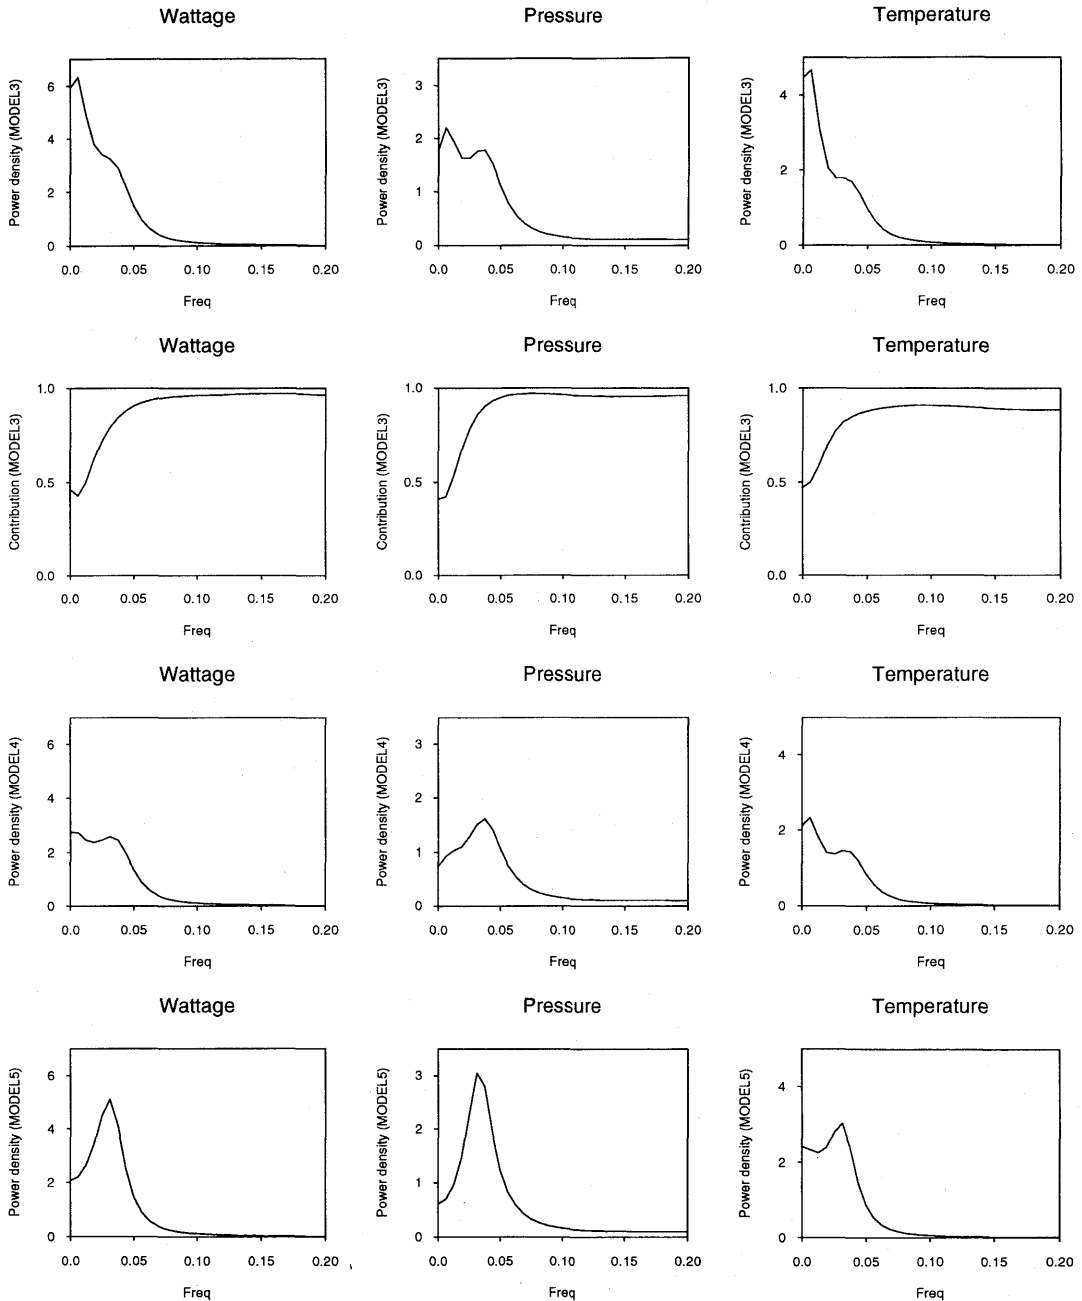 Wattage Pressure Temperature
Power density (MODEL3) Power density (MODEL3) Power density (MODEL3)
6 3 4
4 2 2
2 1 0
0 0
0.0 0.05 0.10 0.15 0.20 0.0 0.05 0.10 0.15 0.20 0.0 0.05 0.10 0.15 0.20
Freq Freq Freq
Wattage Pressure Temperature
Contribution (MODEL3) Contribution (MODEL3) Contribution (MODEL3)
1.0 1.0 1.0
0.5 0.5 0.5
0.0 0.0 0.0
0.0 0.05 0.10 0.15 0.20 0.0 0.05 0.10 0.15 0.20 0.0 0.05 0.10 0.15 0.20
Freq Freq Freq
Wattage Pressure Temperature
Power density (MODEL4) Power density (MODEL4) Power density (MODEL4)
6 3 4
4 2 2
2 1 0
0 0
0.0 0.05 0.10 0.15 0.20 0.0 0.05 0.10 0.15 0.20 0.0 0.05 0.10 0.15 0.20
Freq Freq Freq
Wattage Pressure Temperature
Power density (MODEL5) Power density (MODEL5) Power density (MODEL5)
6 3 4
4 2 2
2 1 0
0 0
0.0 0.05 0.10 0.15 0.20 0.0 0.05 0.10 0.15 0.20 0.0 0.05 0.10 0.15 0.20
Freq Freq Freq